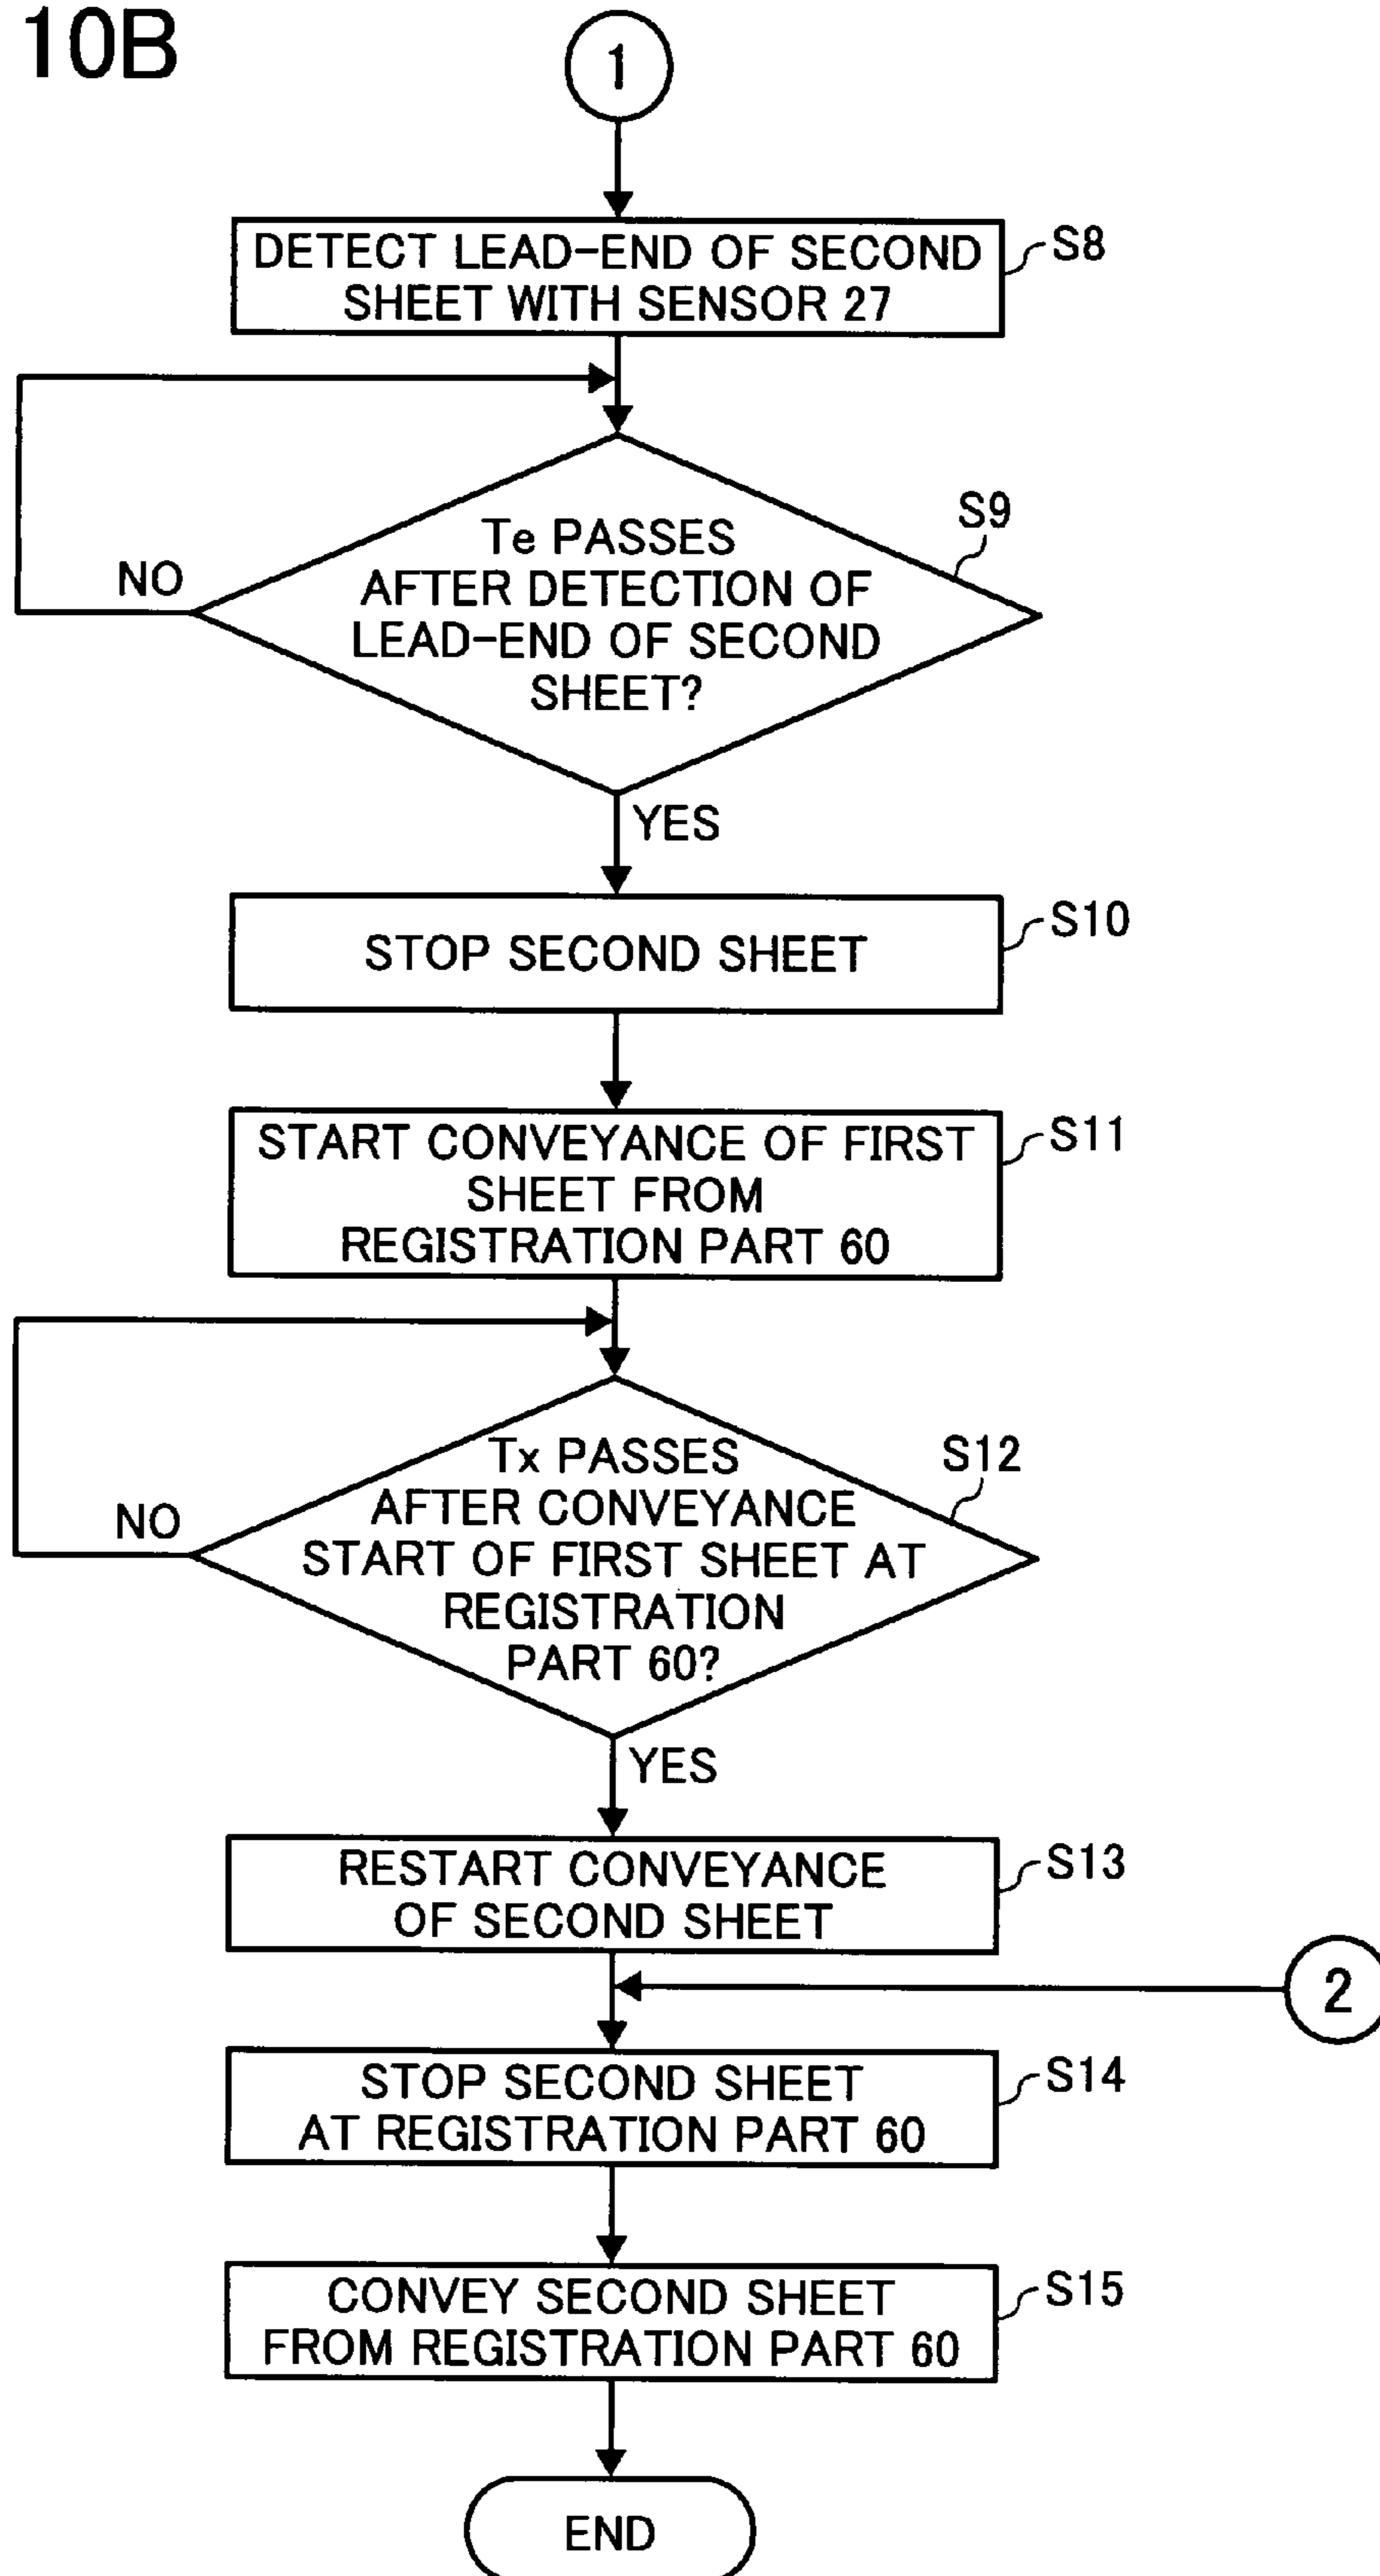 10B
1
DETECT LEAD-END OF SECOND
SHEET WITH SENSOR 27
S8
Te PASSES
AFTER DETECTION OF
LEAD-END OF SECOND
SHEET?
S9
NO
YES
STOP SECOND SHEET
S10
START CONVEYANCE OF FIRST
SHEET FROM
REGISTRATION PART 60
S11
Tx PASSES
AFTER CONVEYANCE
START OF FIRST SHEET AT
REGISTRATION
PART 60?
S12
NO
YES
RESTART CONVEYANCE
OF SECOND SHEET
S13
2
STOP SECOND SHEET
AT REGISTRATION PART 60
S14
CONVEY SECOND SHEET
FROM REGISTRATION PART 60
S15
END